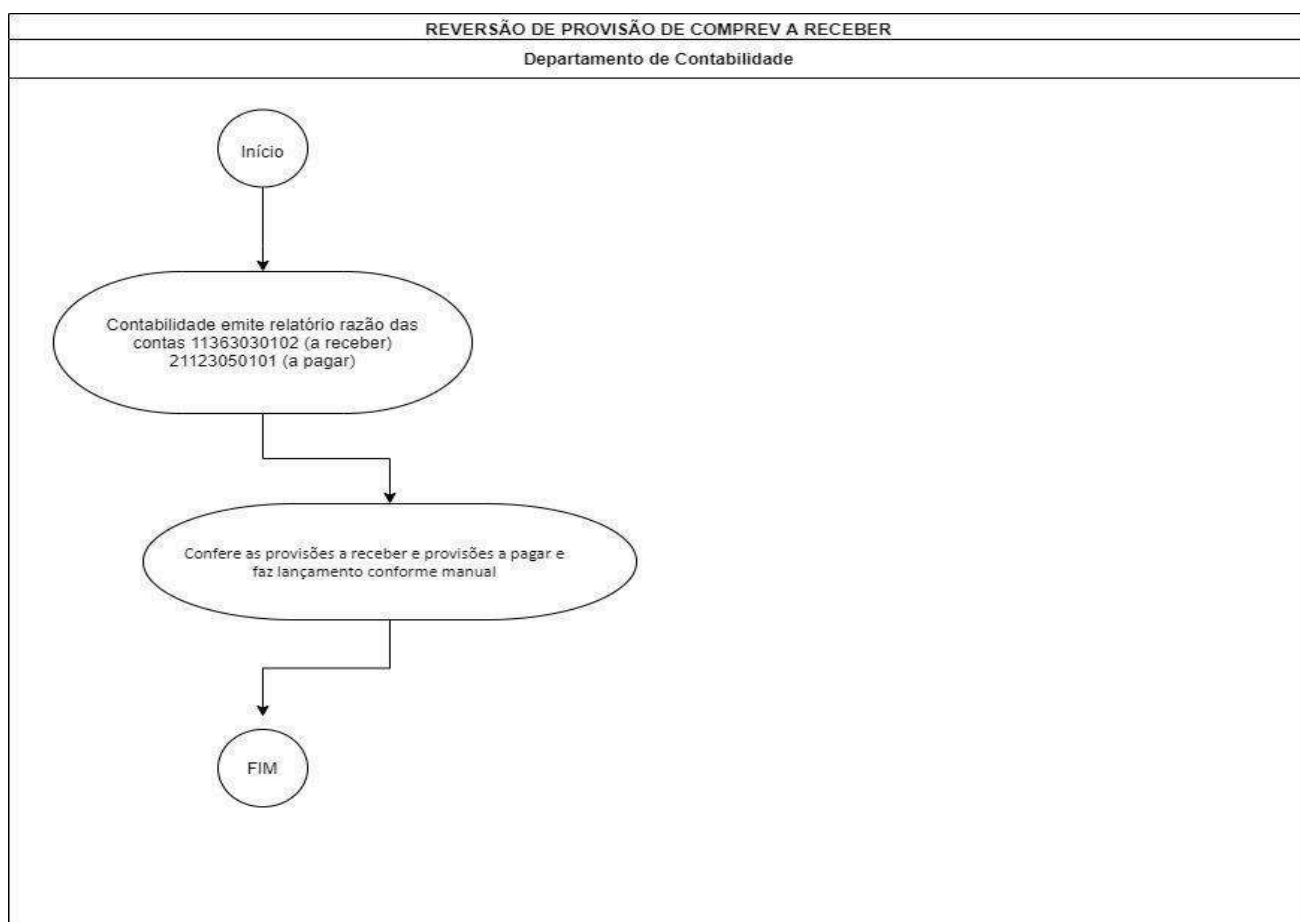 REVERSÃO DE PROVISÃO DE COMPREV A RECEBER
Departamento de Contabilidade
Início
Contabilidade emite relatório razão das
contas 11363030102 (a receber)
21123050101 (a pagar)
Confere as provisões a receber e provisões a pagar e
faz lançamento conforme manual
FIM